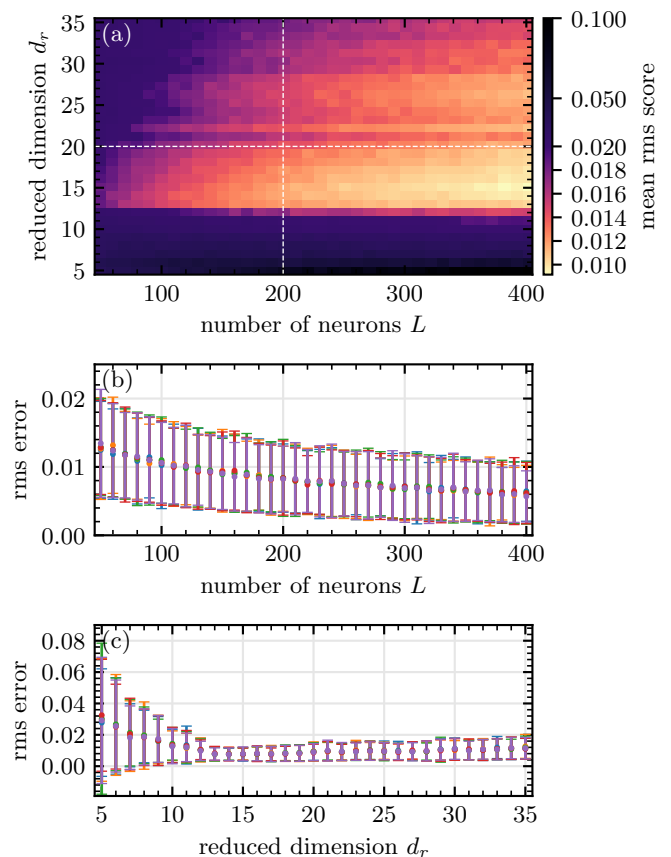 (a)
35
30
25
20
15
10
5
reduced dimension d_r
100 200 300 400
number of neurons L
0.100
0.050
0.020
0.018
0.016
0.014
0.012
0.010
mean rms score
(b)
0.02
0.01
0.00
rms error
100 200 300 400
number of neurons L
(c)
0.08
0.06
0.04
0.02
0.00
rms error
5 10 15 20 25 30 35
reduced dimension d_r